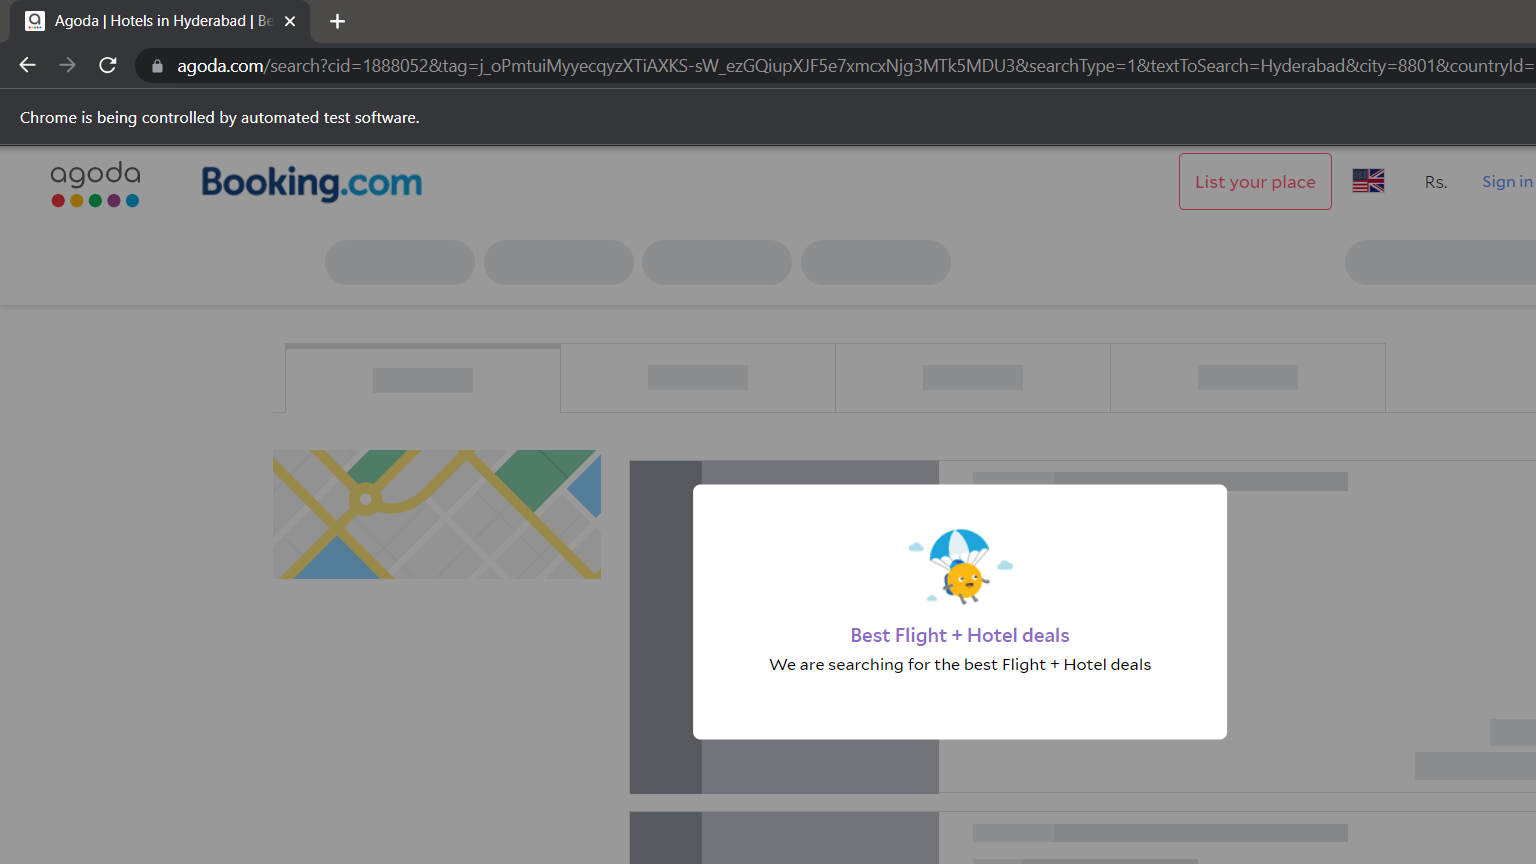 Agoda | Hotels in Hyderabad | Be
agoda.com/search?cid=1888052&tag=j_oPmtuiMyyecqyzXTiAXKS-sW_ezGQiupXJF5e7xmcxNjg3MTk5MDU3&searchType=1&textToSearch=Hyderabad&city=8801&countryId=
Chrome is being controlled by automated test software.
agoda
Booking.com
List your place
Rs.
Sign in
Best Flight + Hotel deals
We are searching for the best Flight + Hotel deals